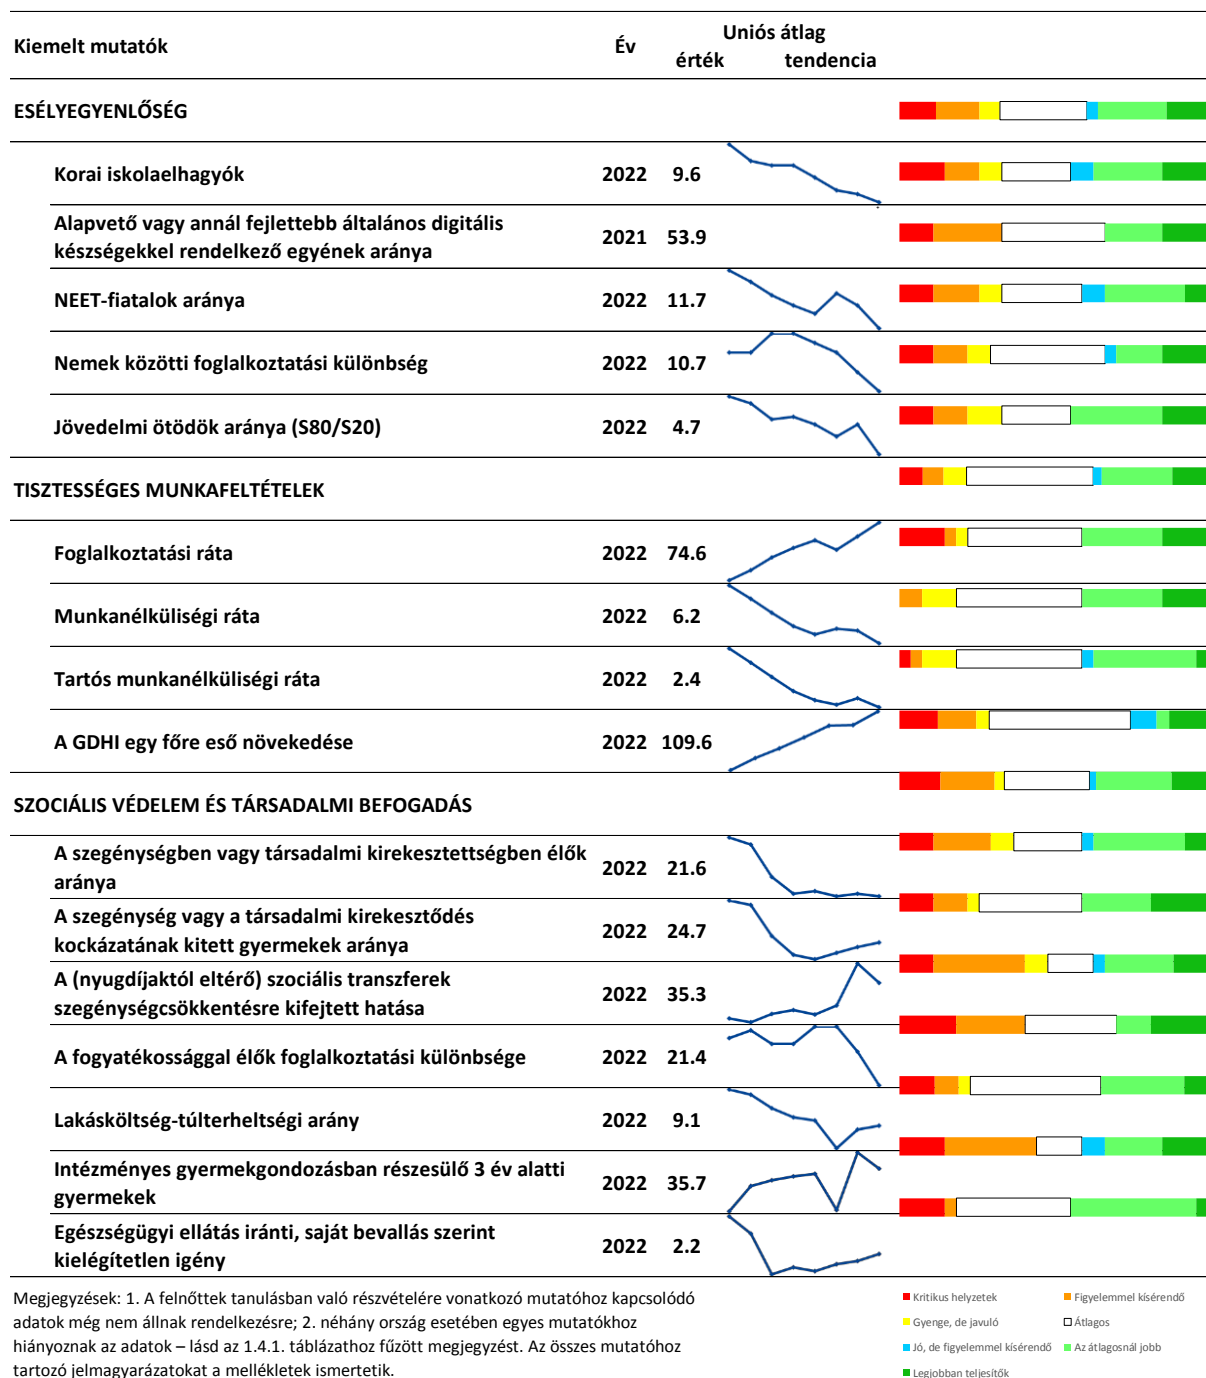 Kiemelt mutatók Év Uniós átlag
érték tendencia
ESÉLYEGYENLŐSÉG
Korai iskolaelhagyók 2022 9.6
Alapvető vagy annál fejlettebb általános digitális
készségekkel rendelkező egyének aránya 2021 53.9
NEET-fiatalok aránya 2022 11.7
Nemek közötti foglalkoztatási különbség 2022 10.7
Jövedelmi ötödök aránya (S80/S20) 2022 4.7
TISZTESSÉGES MUNKAFELTÉTELEK
Foglalkoztatási ráta 2022 74.6
Munkanélküliségi ráta 2022 6.2
Tartós munkanélküliségi ráta 2022 2.4
A GDHI egy főre eső növekedése 2022 109.6
SZOCIÁLIS VÉDELEM ÉS TÁRSADALMI BEFOGADÁS
A szegénységben vagy társadalmi kirekesztettségben élők
aránya 2022 21.6
A szegénység vagy a társadalmi kirekesztődés
kockázatának kitett gyermekek aránya 2022 24.7
A (nyugdíjaktól eltérő) szociális transzferek
szegénységcsökkentésre kifejtett hatása 2022 35.3
A fogyatékossággal élők foglalkoztatási különbsége 2022 21.4
Lakásköltség-túlterheltségi arány 2022 9.1
Intézményes gyermekgondozásban részesülő 3 év alatti
gyermekek 2022 35.7
Egészségügyi ellátás iránti, saját bevallás szerint
kielégítetlen igény 2022 2.2
Megjegyzések: 1. A felnőttek tanulásban való részvételére vonatkozó mutatóhoz kapcsolódó
adatok még nem állnak rendelkezésre; 2. néhány ország esetében egyes mutatókhoz
hiányoznak az adatok – lásd az 1.4.1. táblázathoz fűzött megjegyzést. Az összes mutatóhoz
tartozó jelmagyarázatokat a mellékletek ismertetik.
Kritikus helyzetek Figyelemmel kísérendő
Gyenge, de javuló Átlagos
Jó, de figyelemmel kísérendő Az átlagosnál jobb
Legjobban teljesítők